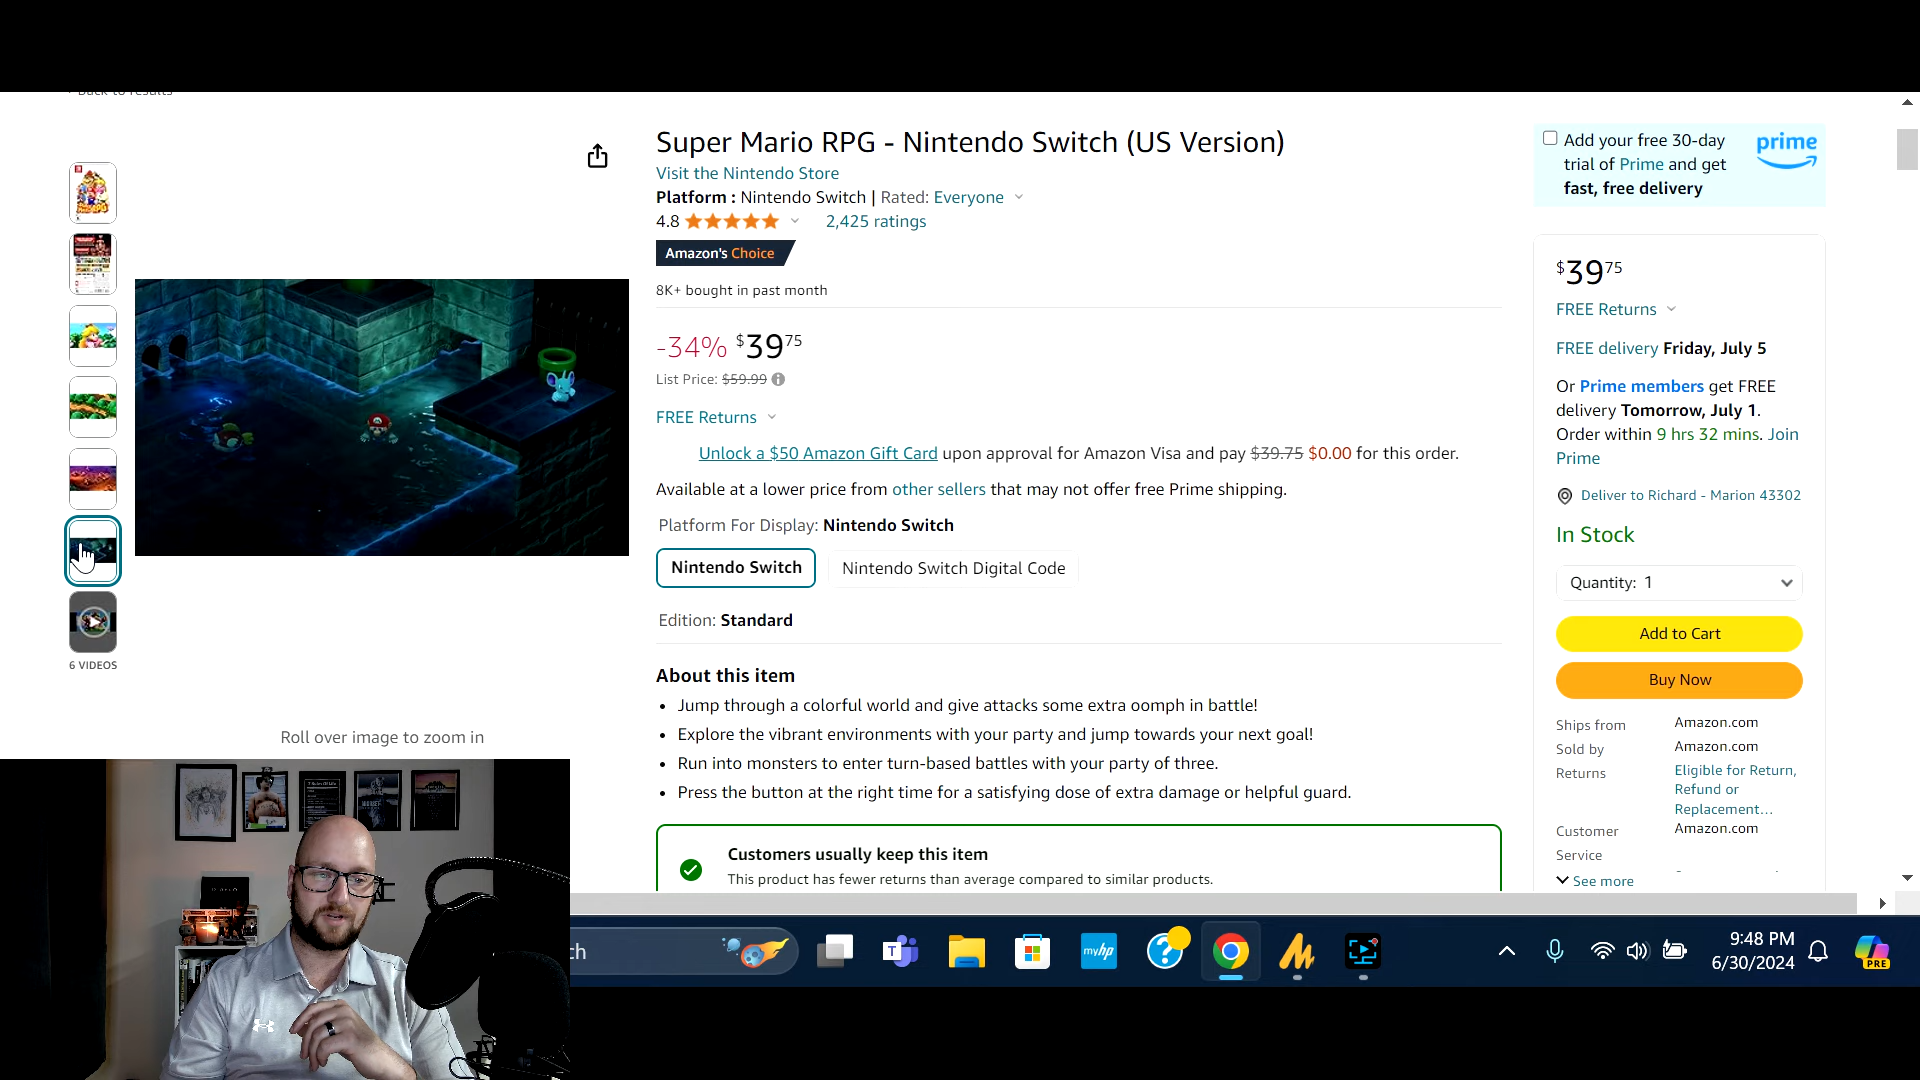 Back to results
Super Mario RPG - Nintendo Switch (US Version)
Visit the Nintendo Store
Platform : Nintendo Switch | Rated: Everyone
4.8 2,425 ratings
Amazon's Choice
8K+ bought in past month
-34% $39 75
List Price: $59.99
FREE Returns
Unlock a $50 Amazon Gift Card upon approval for Amazon Visa and pay $39.75 $0.00 for this order.
Available at a lower price from other sellers that may not offer free Prime shipping.
Platform For Display: Nintendo Switch
Nintendo Switch Nintendo Switch Digital Code
Edition: Standard
About this item
• Jump through a colorful world and give attacks some extra oomph in battle!
• Explore the vibrant environments with your party and jump towards your next goal!
• Run into monsters to enter turn-based battles with your party of three.
• Press the button at the right time for a satisfying dose of extra damage or helpful guard.
Customers usually keep this item
This product has fewer returns than average compared to similar products.
6 VIDEOS
Roll over image to zoom in
Add your free 30-day
trial of Prime and get
fast, free delivery
prime
$39 75
FREE Returns
FREE delivery Friday, July 5
Or Prime members get FREE
delivery Tomorrow, July 1.
Order within 9 hrs 32 mins. Join
Prime
Deliver to Richard - Marion 43302
In Stock
Quantity: 1
Add to Cart
Buy Now
Ships from Amazon.com
Sold by Amazon.com
Returns Eligible for Return,
Refund or
Replacement...
Customer Amazon.com
Service
See more
ch
T
myhp
?
9:48 PM
6/30/2024
PRE